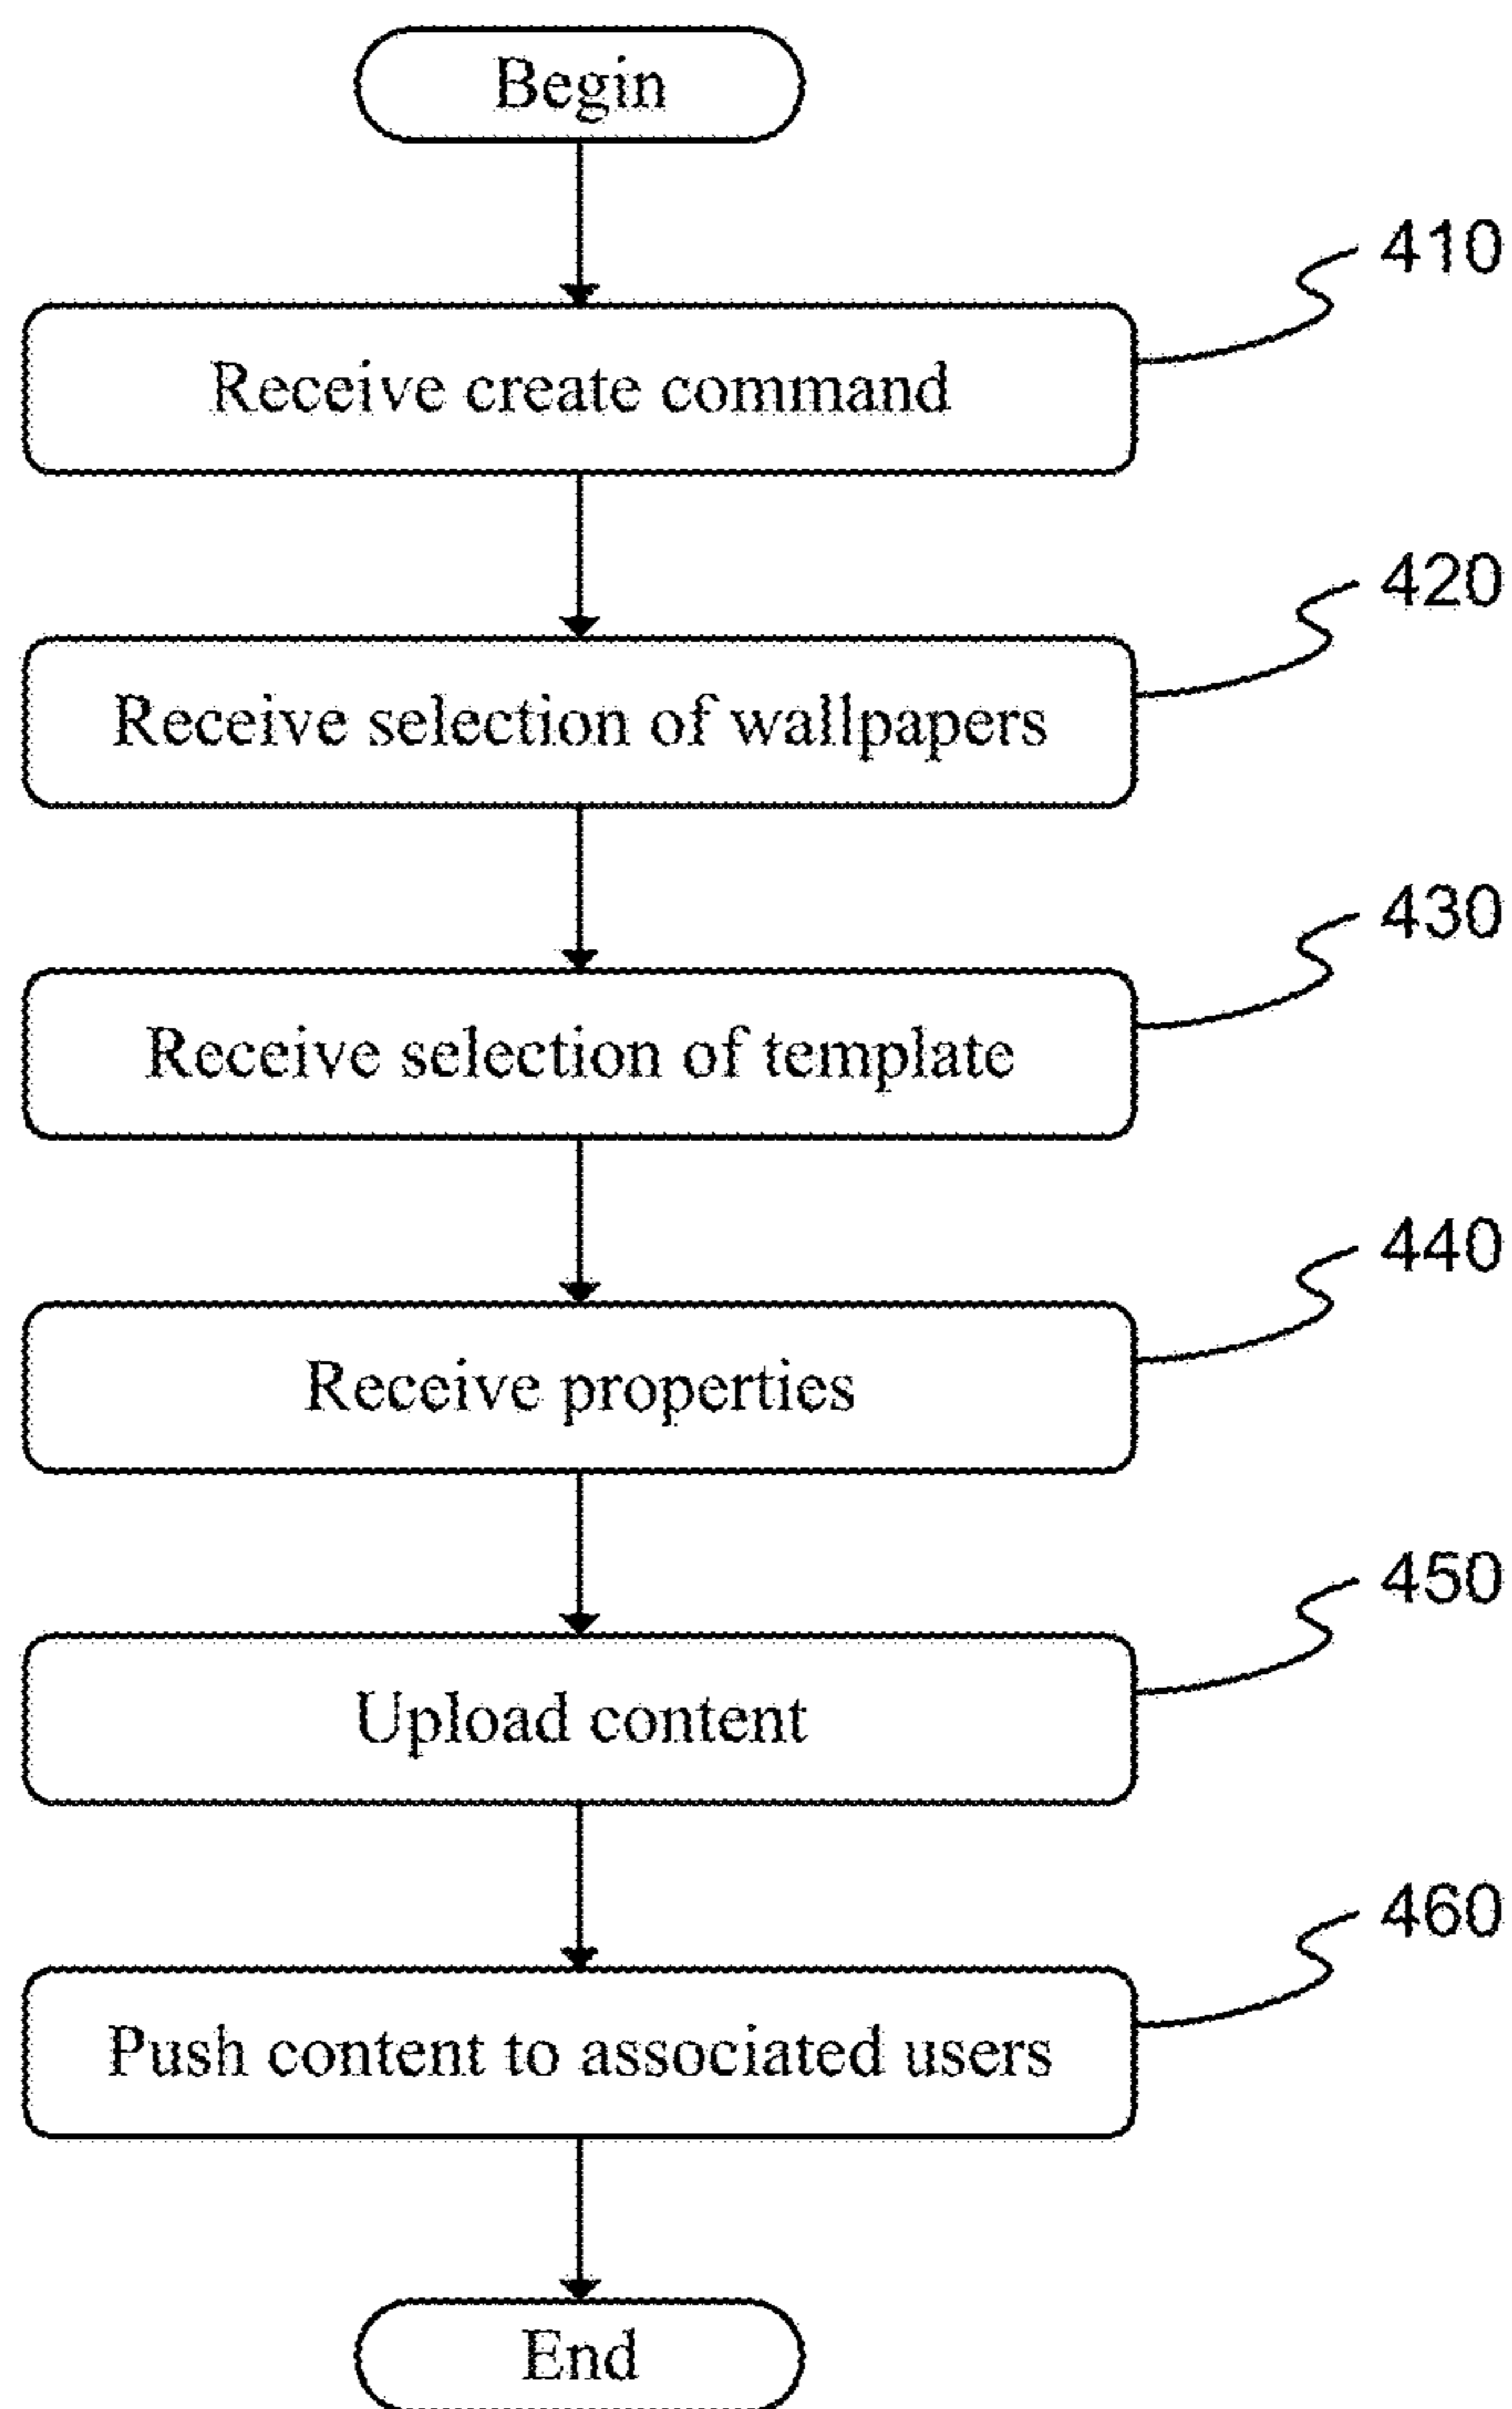 Begin
410
Receive create command
420
Receive selection of wallpapers
430
Receive selection of template
440
Receive properties
450
Upload content
460
Push content to associated users
End